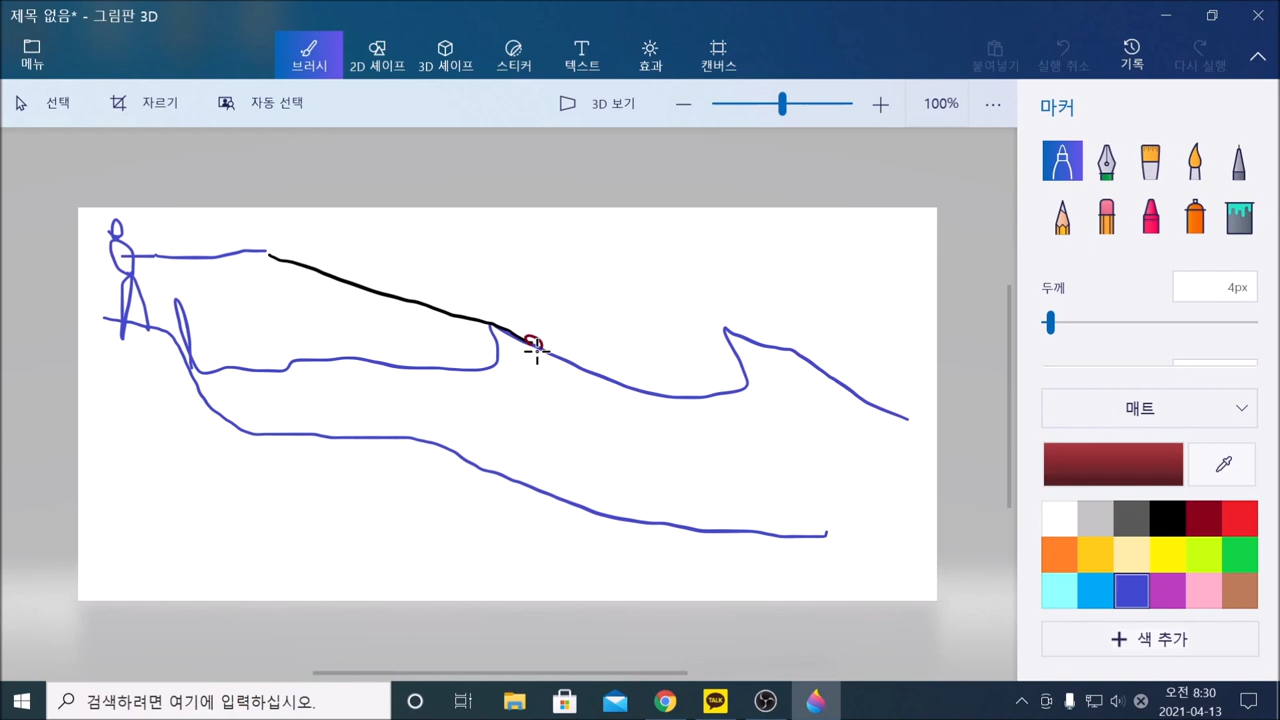 제목 없음* - 그림판 3D
메뉴
브러시
2D 셰이프
3D 셰이프
스티커
텍스트
효과
캔버스
붙여넣기
실행 취소
기록
다시 실행
선택
자르기
자동 선택
3D 보기
100%
마커
두께
4px
매트
색 추가
검색하려면 여기에 입력하십시오.
TALK
오전 8:30
2021-04-13